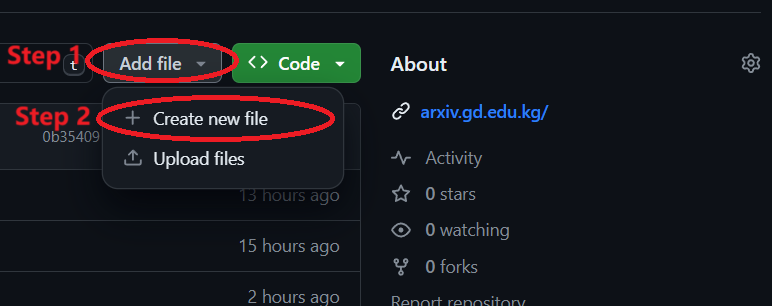 Step 1
t
Add file
Code
About
Step 2
Create new file
arxiv.gd.edu.kg/
0b35409
Upload files
Activity
13 hours ago
0 stars
15 hours ago
0 watching
0 forks
2 hours ago
Report repository